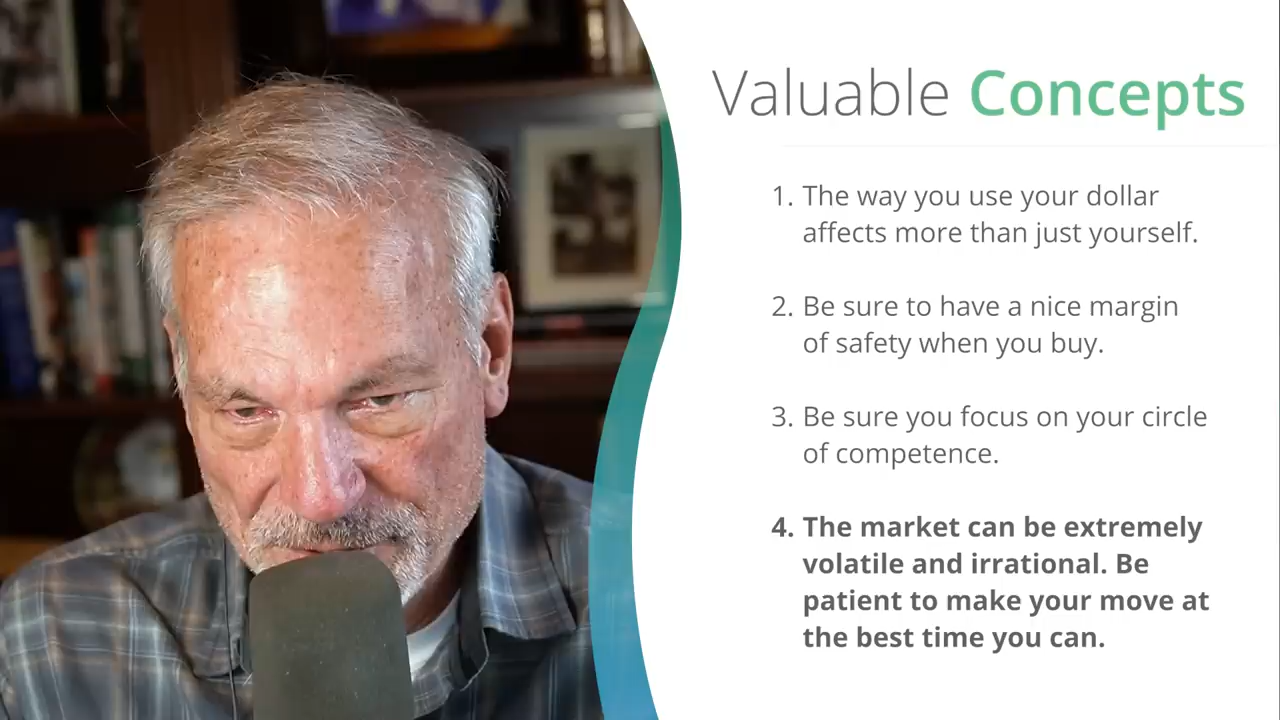 Valuable Concepts
1. The way you use your dollar
affects more than just yourself.
2. Be sure to have a nice margin
of safety when you buy.
3. Be sure you focus on your circle
of competence.
4. The market can be extremely
volatile and irrational. Be
patient to make your move at
the best time you can.